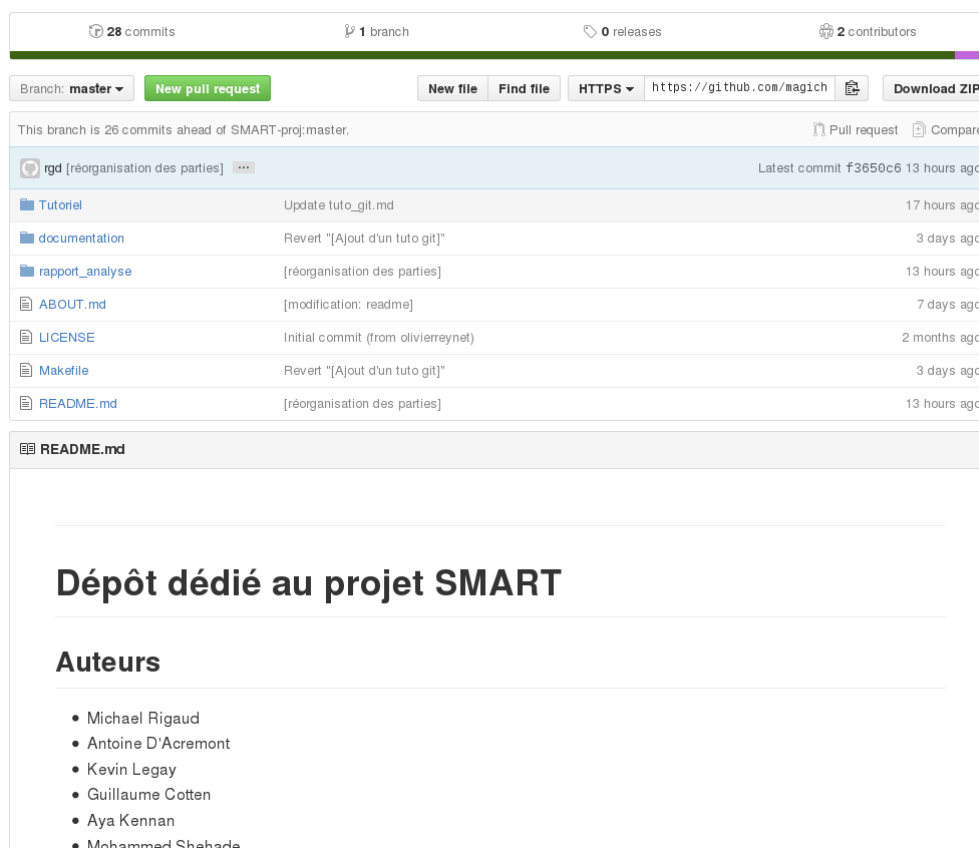 28 commits 1 branch 0 releases 2 contributors
Branch: master New pull request New file Find file HTTPS https://github.com/magich Download ZIP
This branch is 26 commits ahead of SMART-proj:master. Pull request Compare
rgd [réorganisation des parties] ... Latest commit f3650c6 13 hours ago
Tutoriel Update tuto_git.md 17 hours ago
documentation Revert "[Ajout d'un tuto git]" 3 days ago
rapport_analyse [réorganisation des parties] 13 hours ago
ABOUT.md [modification: readme] 7 days ago
LICENSE Initial commit (from olivierreynet) 2 months ago
Makefile Revert "[Ajout d'un tuto git]" 3 days ago
README.md [réorganisation des parties] 13 hours ago
README.md
Dépôt dédié au projet SMART
Auteurs
Michael Rigaud
Antoine D'Acremont
Kevin Legay
Guillaume Cotten
Aya Kennan
Mohammed Shehade